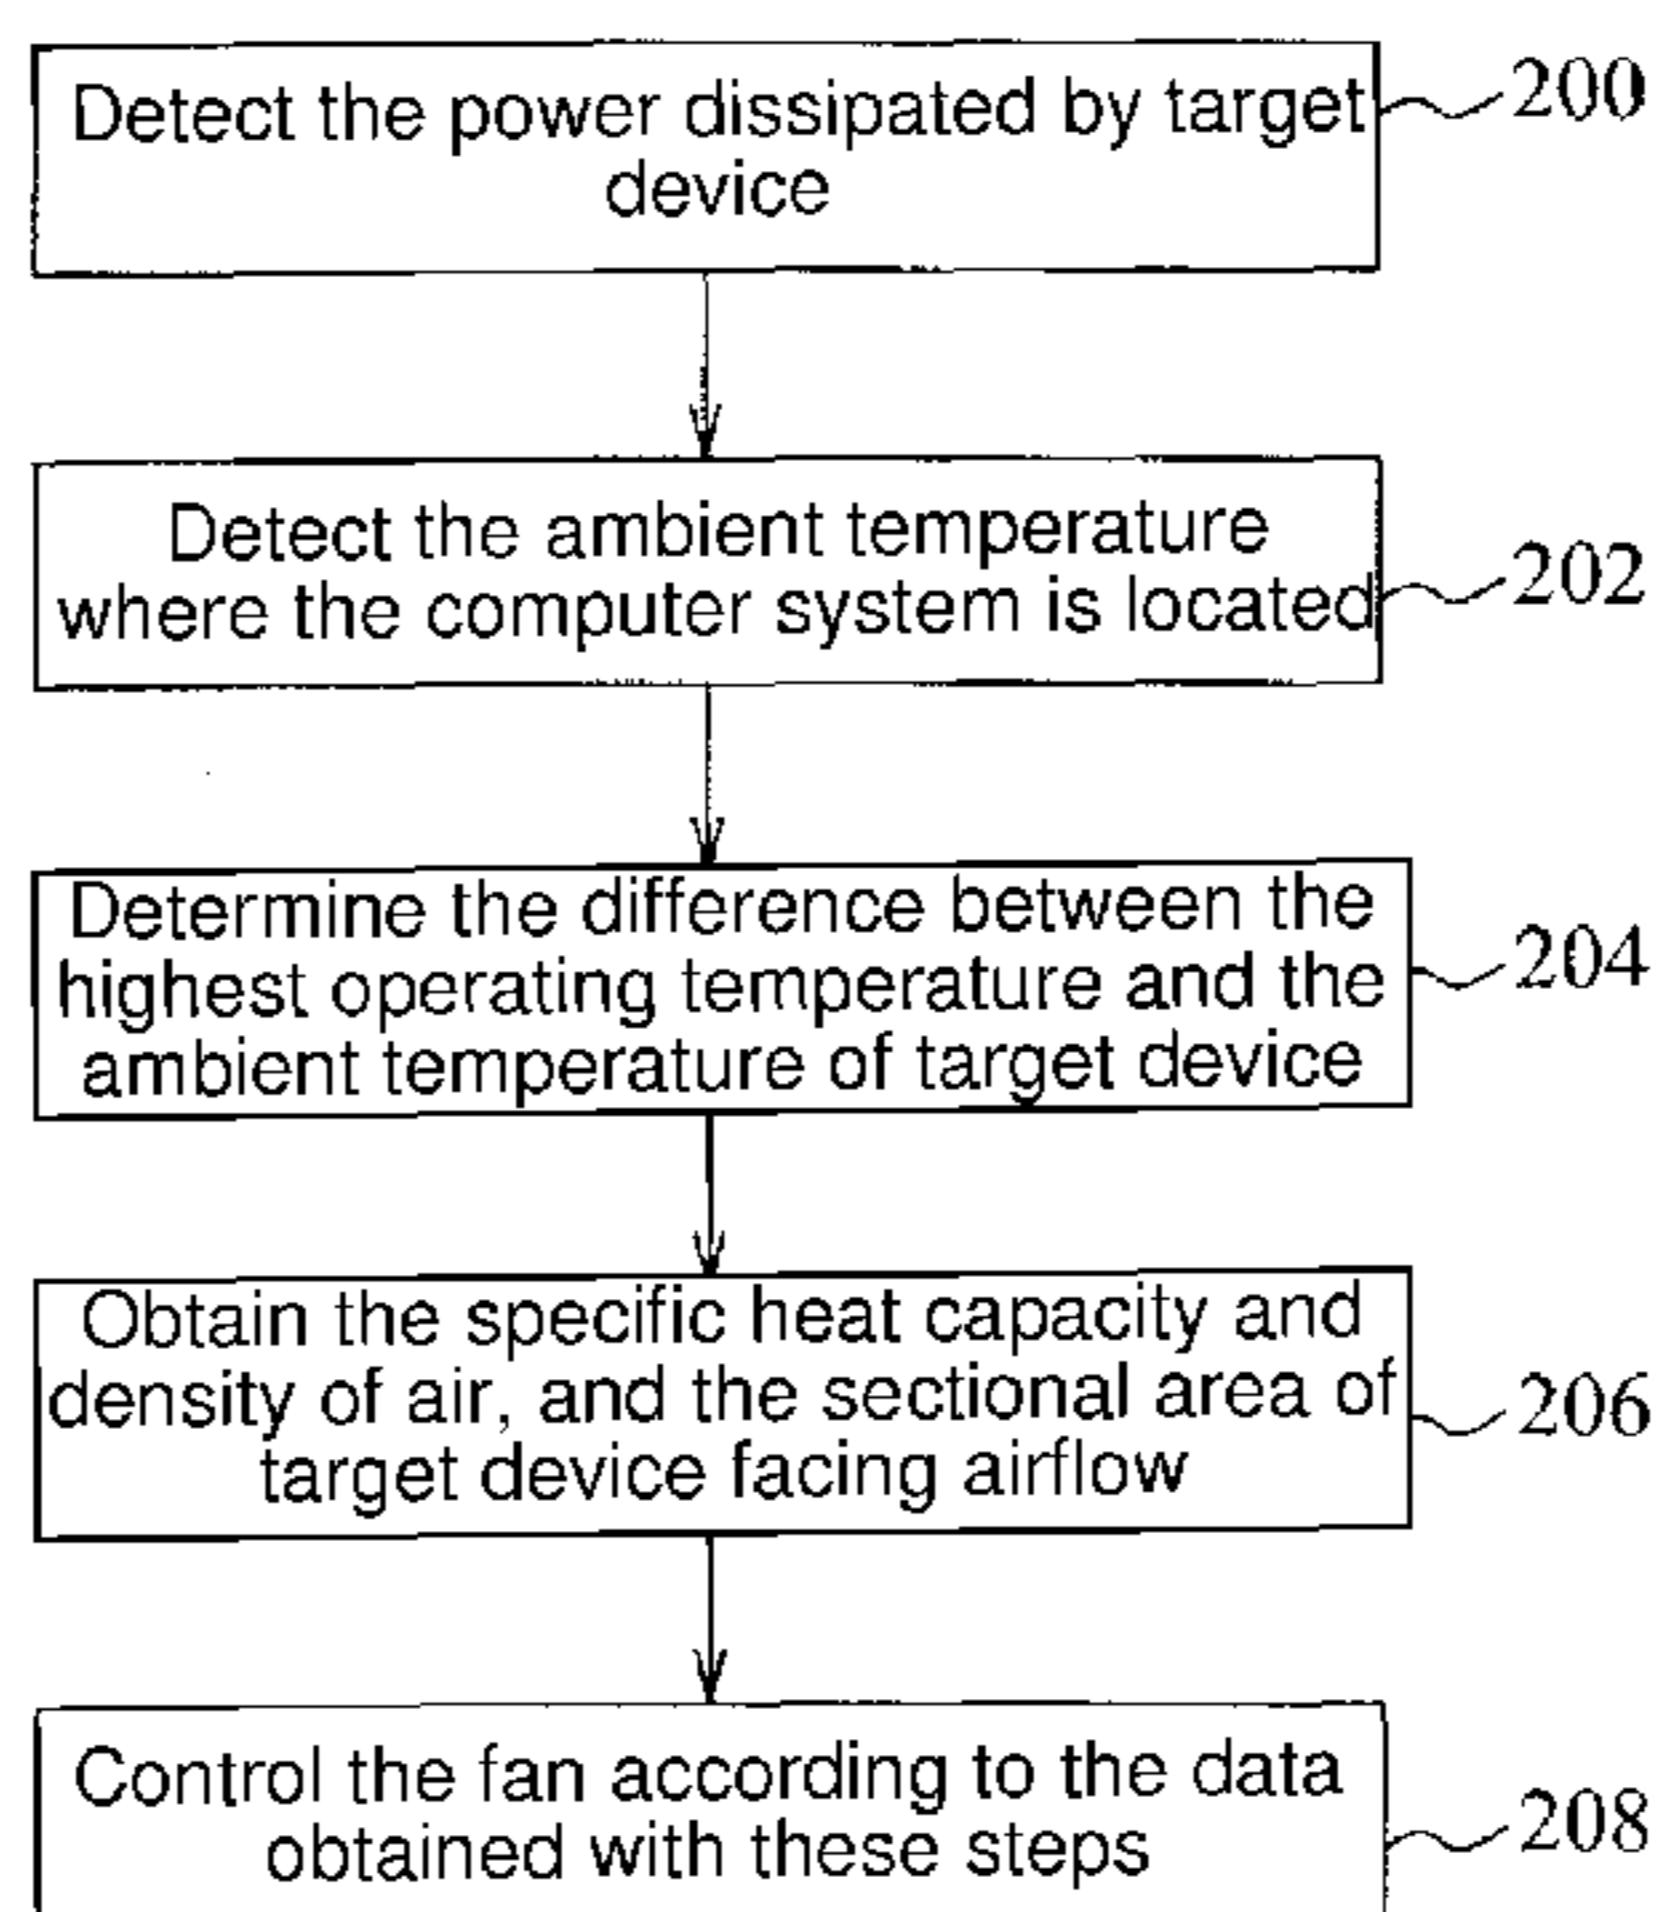 Detect the power dissipated by target
device
200
Detect the ambient temperature
where the computer system is located
202
Determine the difference between the
highest operating temperature and the
ambient temperature of target device
204
Obtain the specific heat capacity and
density of air, and the sectional area of
target device facing airflow
206
Control the fan according to the data
obtained with these steps
208